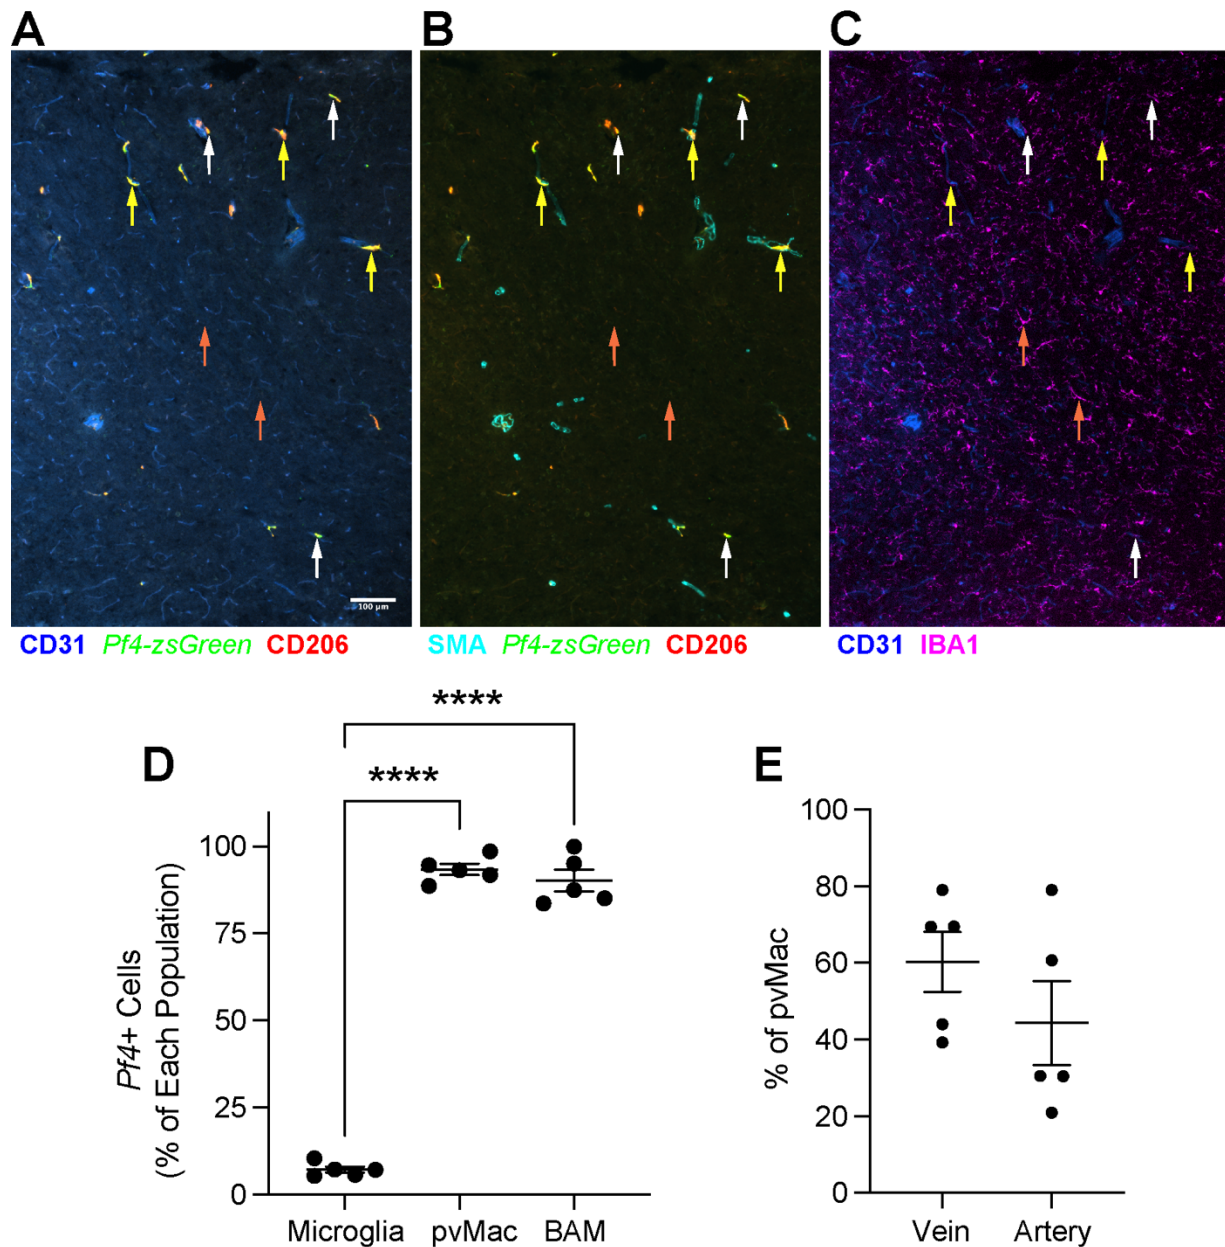 A B C
100 µm
CD31 Pf4-zsGreen CD206
SMA Pf4-zsGreen CD206
CD31 IBA1
D
****
****
Pf4+ Cells
(% of Each Population)
100
75
50
25
0
Microglia pvMac BAM
E
% of pvMac
100
80
60
40
20
0
Vein Artery